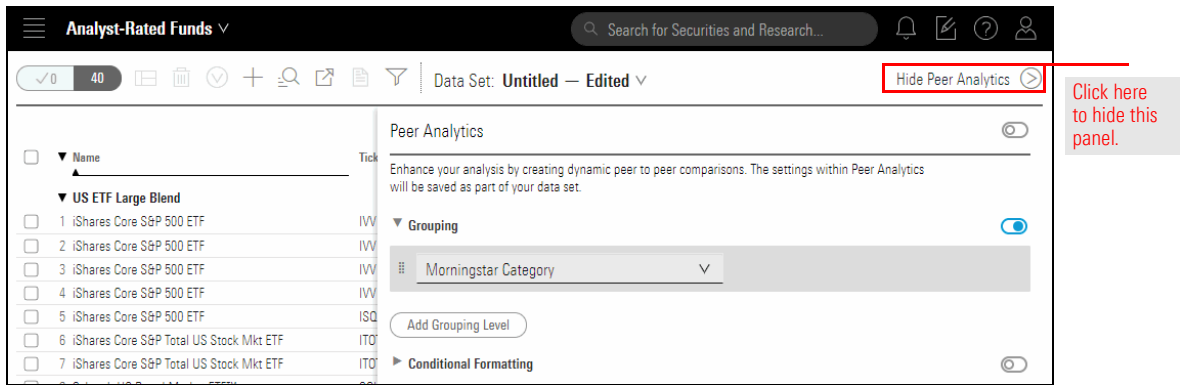 Analyst-Rated Funds
Search for Securities and Research...
0 40
Data Set: Untitled — Edited
Hide Peer Analytics
Click here
to hide this
panel.
Peer Analytics
Name
Tick
Enhance your analysis by creating dynamic peer to peer comparisons. The settings within Peer Analytics
will be saved as part of your data set.
US ETF Large Blend
1 iShares Core S&P 500 ETF IVV
Grouping
2 iShares Core S&P 500 ETF IVV
3 iShares Core S&P 500 ETF IVV
Morningstar Category
4 iShares Core S&P 500 ETF IVV
5 iShares Core S&P 500 ETF ISQ
Add Grouping Level
6 iShares Core S&P Total US Stock Mkt ETF ITOT
7 iShares Core S&P Total US Stock Mkt ETF ITOT
Conditional Formatting